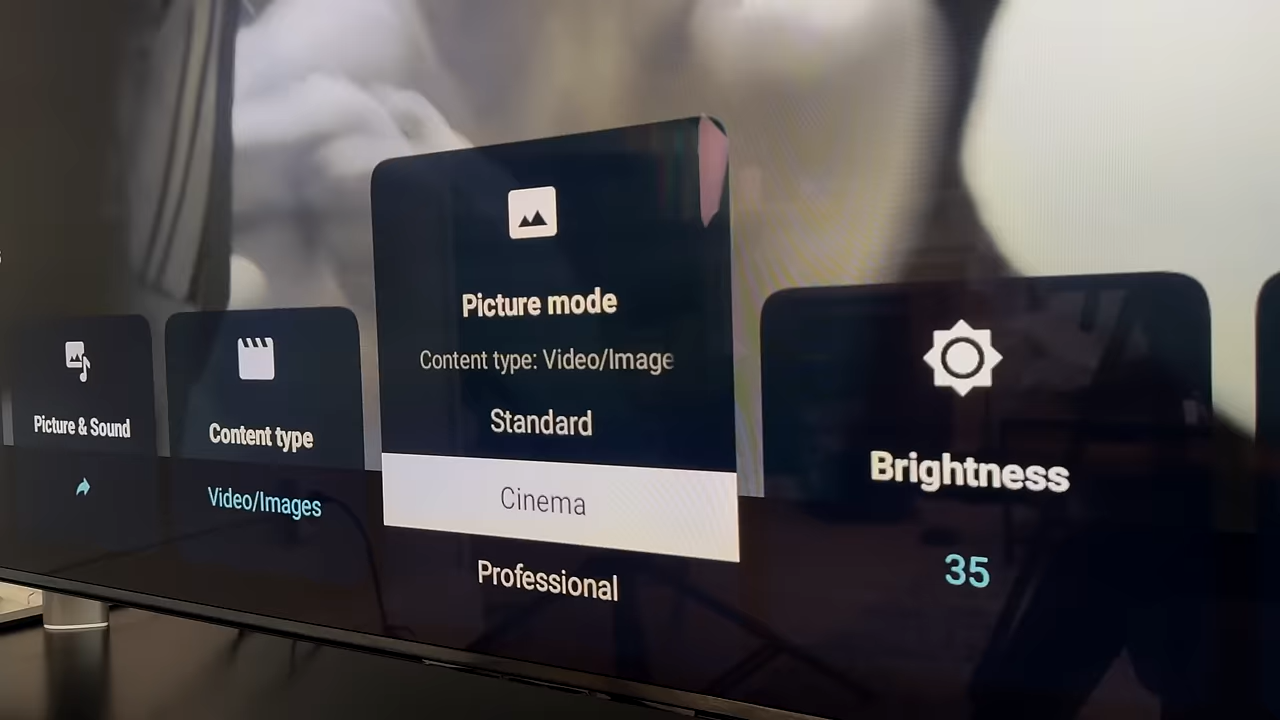 Picture & Sound
Content type
Video/Images
Picture mode
Content type: Video/Image
Standard
Cinema
Professional
Brightness
35